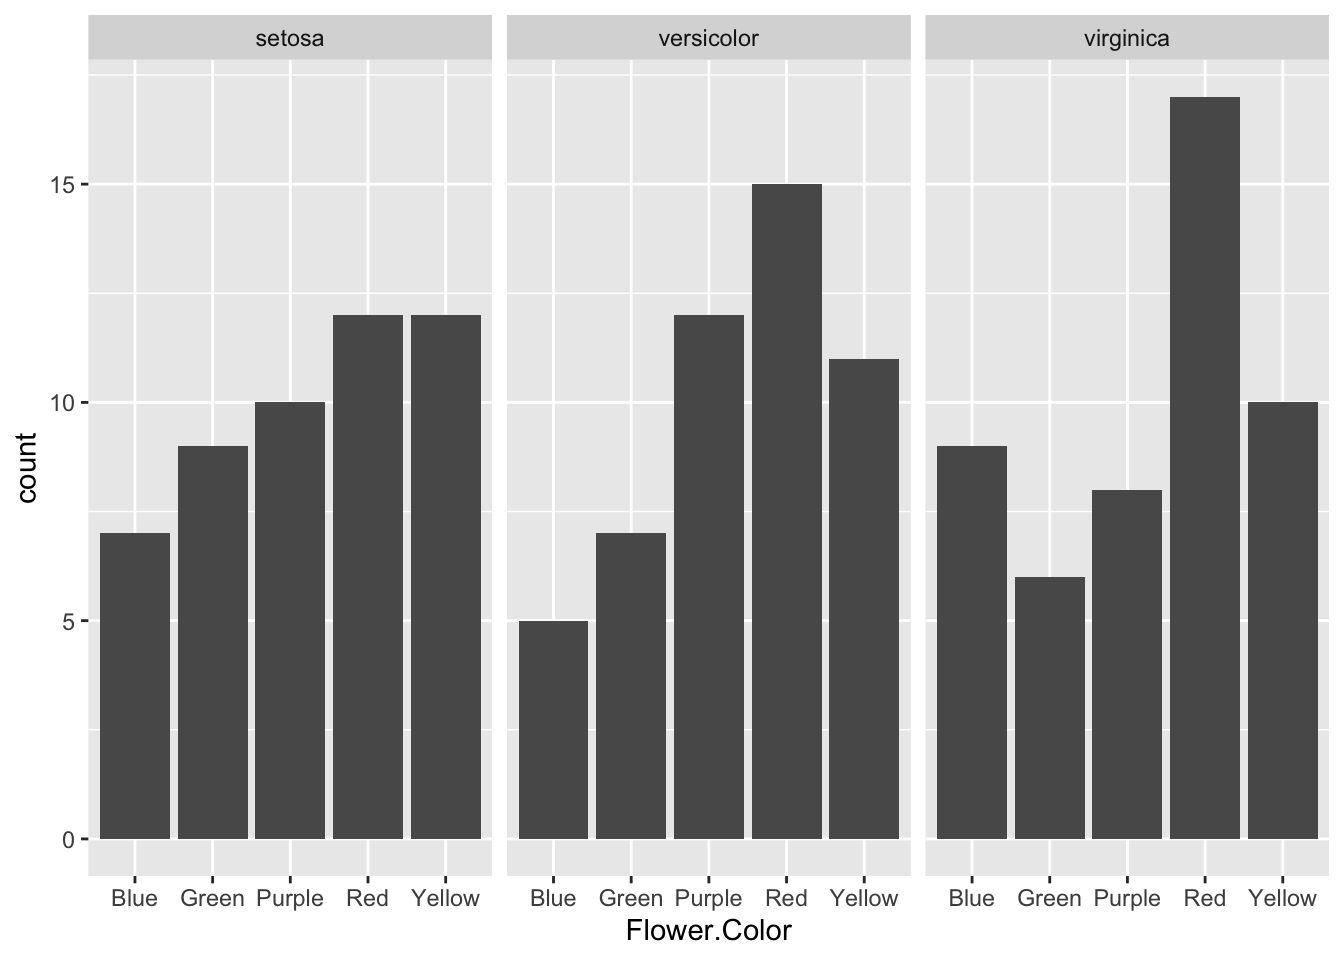 setosa versicolor virginica
15
10
5
0
count
Blue Green Purple Red Yellow Blue Green Purple Red Yellow Blue Green Purple Red Yellow
Flower.Color